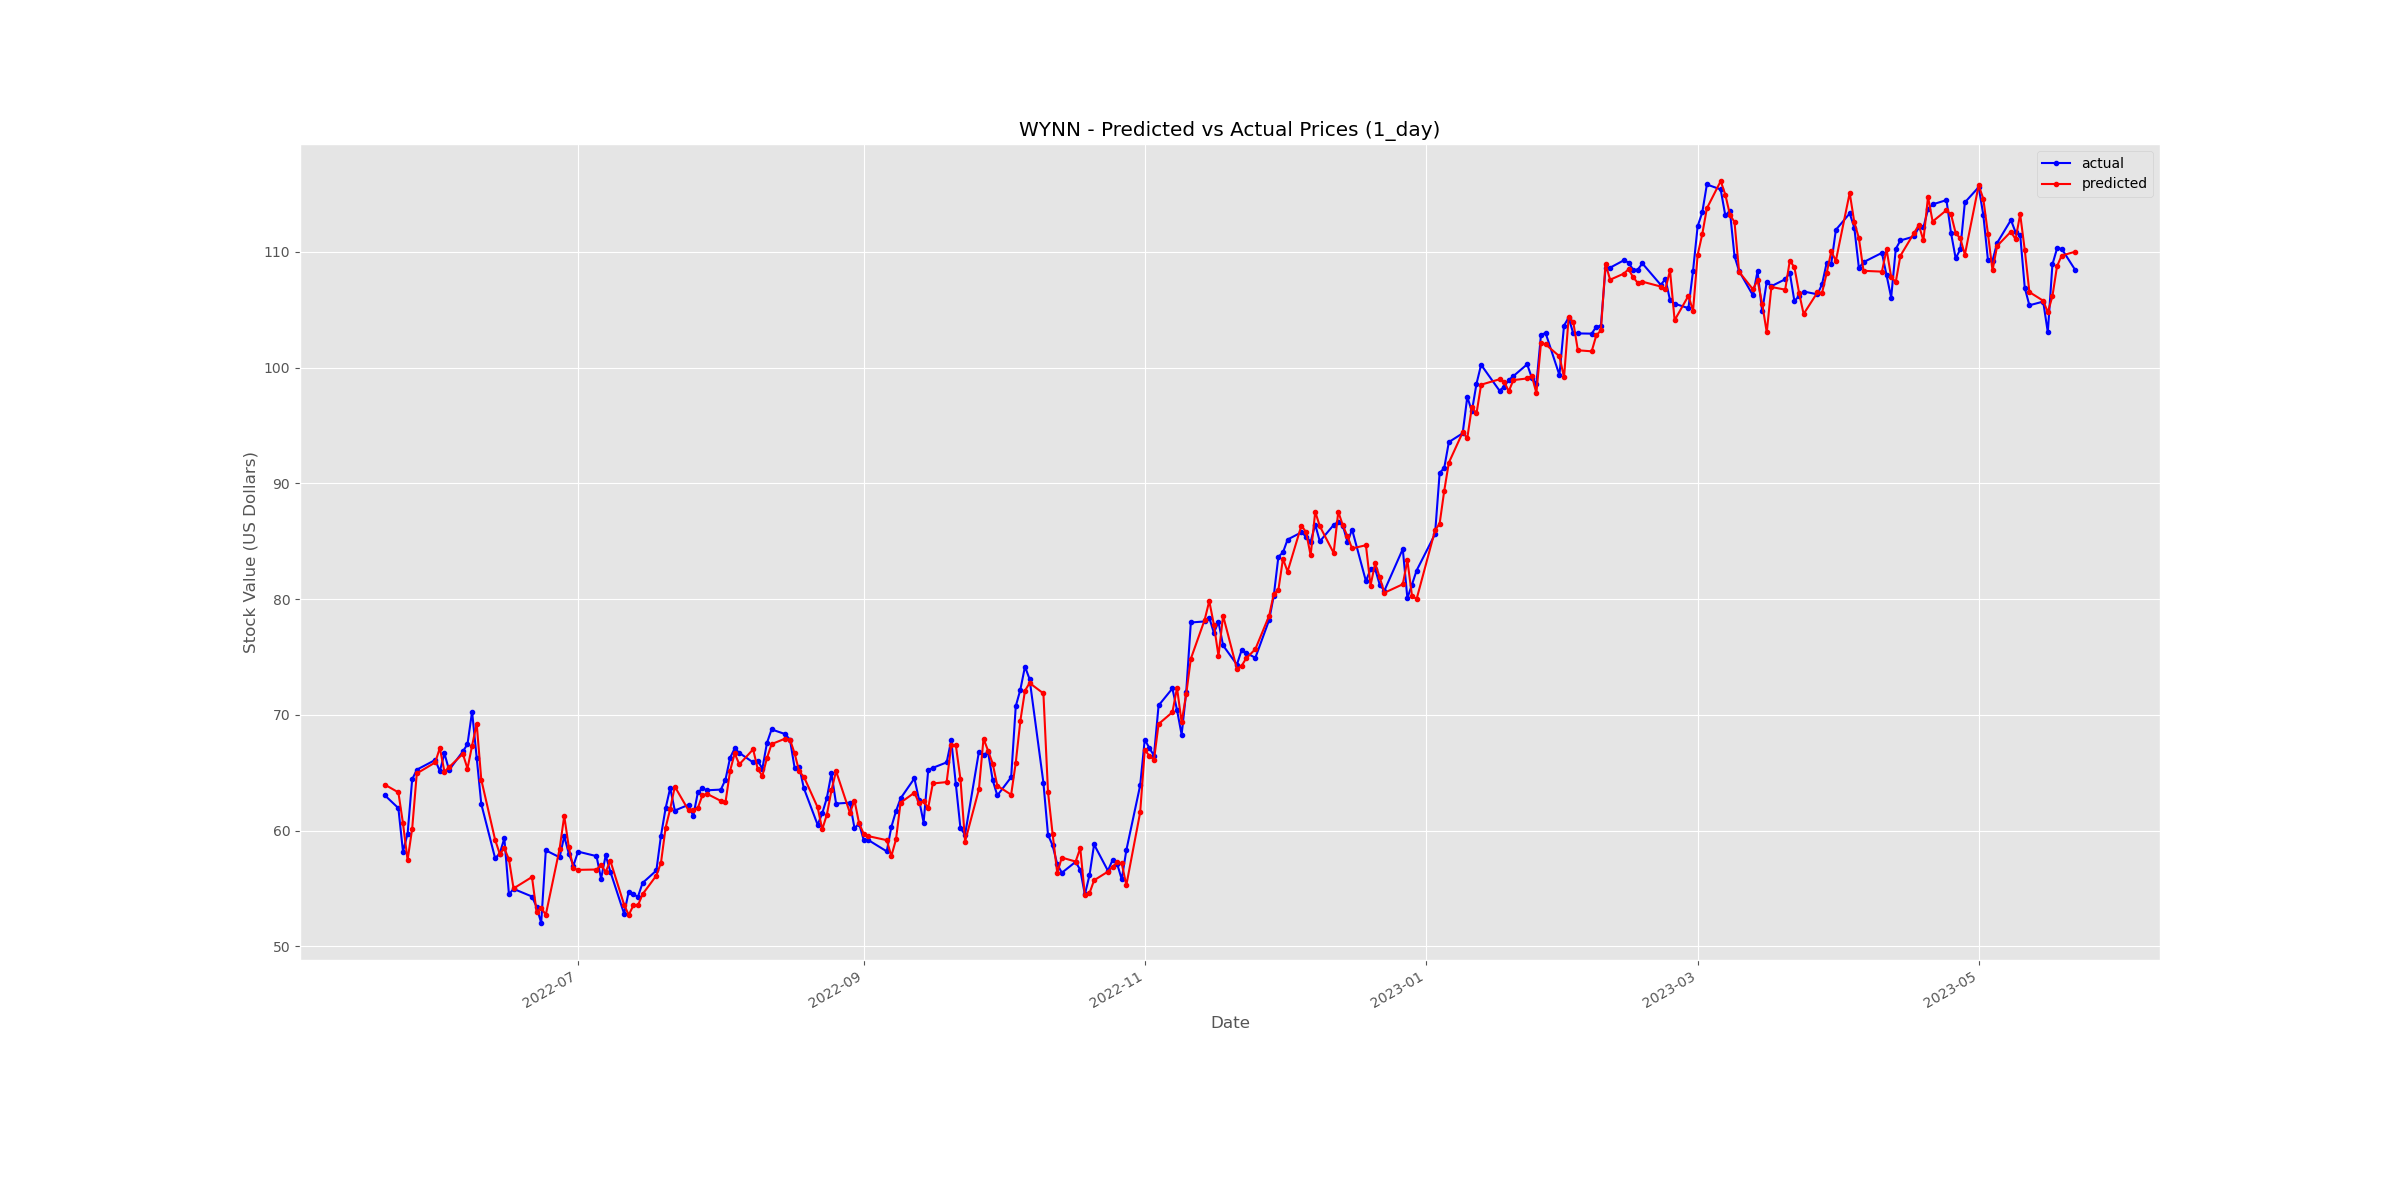 WYNN - Predicted vs Actual Prices (1_day)
actual
predicted
Stock Value (US Dollars)
110
100
90
80
70
60
50
2022-07
2022-09
2022-11
2023-01
2023-03
2023-05
Date